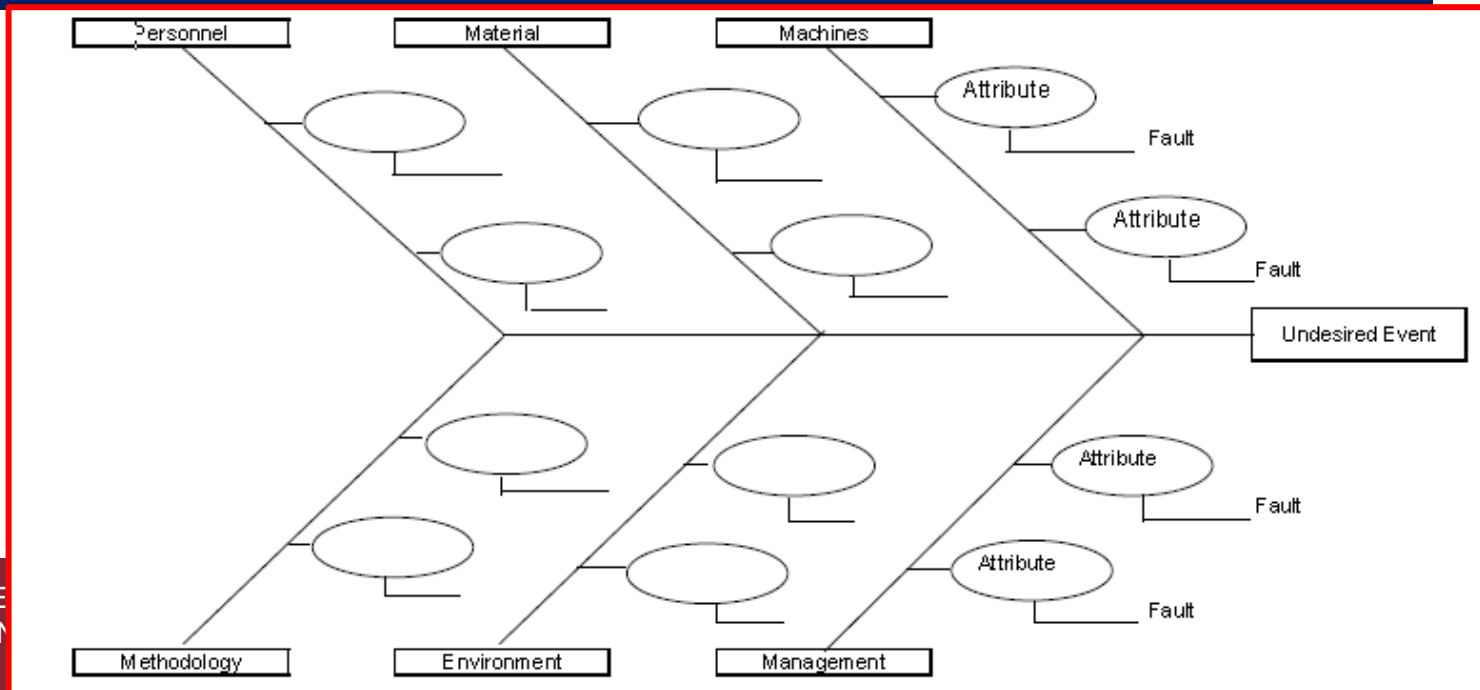 Personnel
Material
Machines
Attribute
Fault
Attribute
Fault
Undesired Event
Attribute
Fault
Attribute
Fault
Methodology
Environment
Management